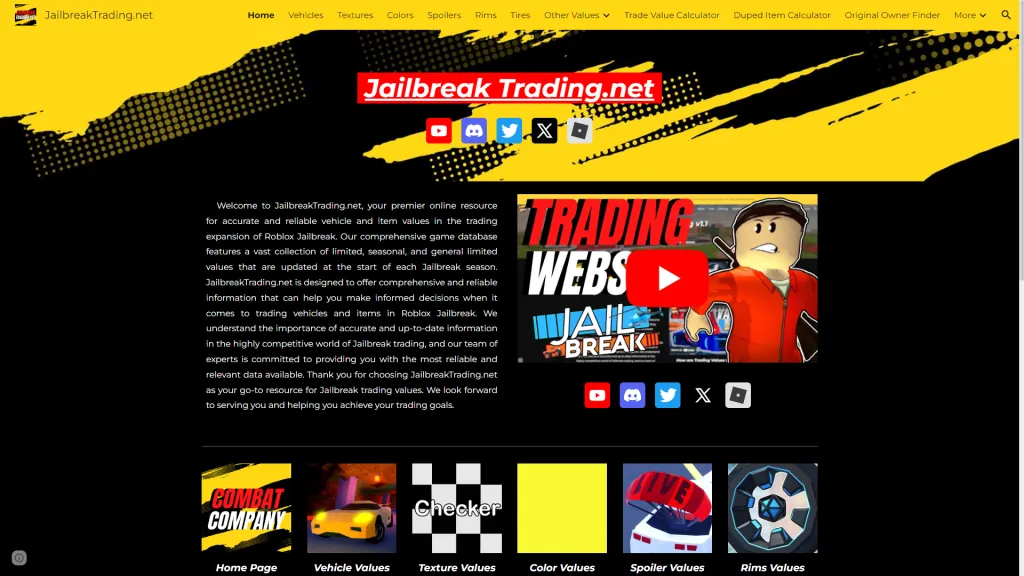 JailbreakTrading.net
Home
Vehicles
Textures
Colors
Spoilers
Rims
Tires
Other Values
Trade Value Calculator
Duped Item Calculator
Original Owner Finder
More
Jailbreak Trading.net
Welcome to JailbreakTrading.net, your premier online resource
for accurate and reliable vehicle and item values in the trading
expansion of Roblox Jailbreak. Our comprehensive game database
features a vast collection of limited, seasonal, and general limited
values that are updated at the start of each Jailbreak season.
JailbreakTrading.net is designed to offer comprehensive and reliable
information that can help you make informed decisions when it
comes to trading vehicles and items in Roblox Jailbreak. We
understand the importance of accurate and up-to-date information
in the highly competitive world of Jailbreak trading, and our team of
experts is committed to providing you with the most reliable and
relevant data available. Thank you for choosing JailbreakTrading.net
as your go-to resource for Jailbreak trading values. We look forward
to serving you and helping you achieve your trading goals.
TRADING
WEBS
JAIL
BREAK
v1.1
COMBAT
COMPANY
Checker
LIVE
Home Page
Vehicle Values
Texture Values
Color Values
Spoiler Values
Rims Values